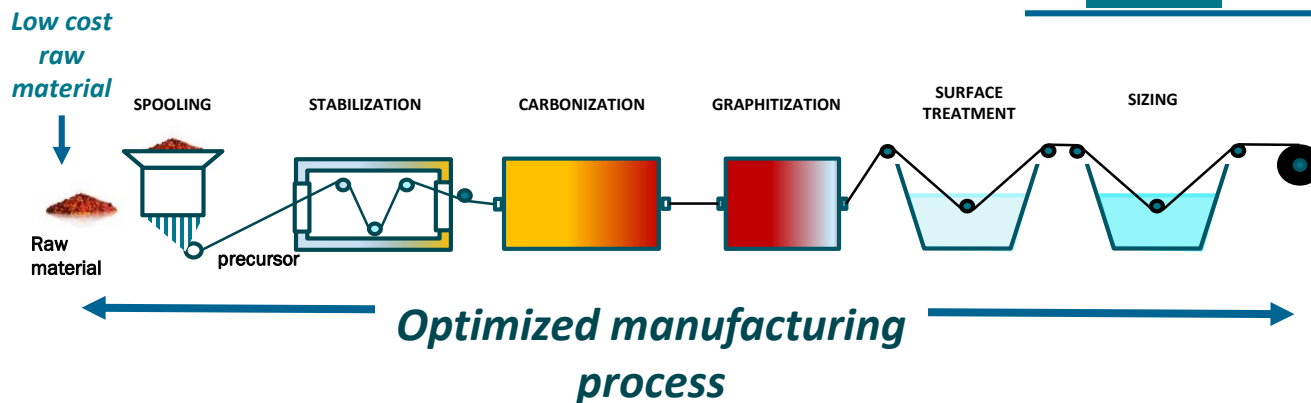 Low cost
raw
material
SPOOLING
STABILIZATION
CARBONIZATION
GRAPHITIZATION
SURFACE
TREATMENT
SIZING
Raw
material
precursor
Optimized manufacturing
process